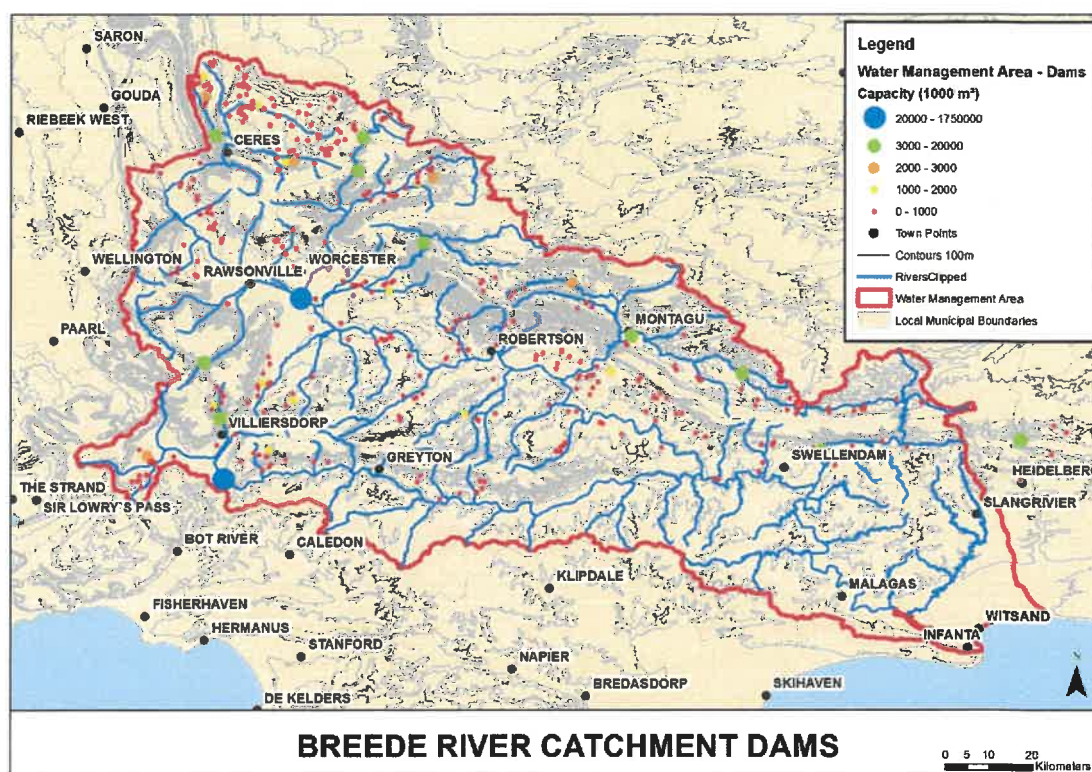 SARON
GOUDA
RIEBEEK WEST
CERES
WELLINGTON
RAWSONVILLE
WORCESTER
PAARL
MONTAGU
ROBERTSON
VILLIERSDORP
GREYTON
SWELLENDAM
HEIDELBERG
THE STRAND
SIR LOWRY`S PASS
SLANGRIVIER
BOT RIVER
CALEDON
KLIPDALE
MALAGAS
FISHERHAVEN
WITSAND
HERMANUS
INFANTA
STANFORD
NAPIER
DE KELDERS
BREDASDORP
SKIHAVEN
N
Legend
Water Management Area - Dams
Capacity (1000 m³)
20000 - 1750000
3000 - 20000
2000 - 3000
1000 - 2000
0 - 1000
Town Points
Contours 100m
RiversClipped
Water Management Area
Local Municipal Boundaries
BREEDE RIVER CATCHMENT DAMS
0 5 10 20
Kilometers